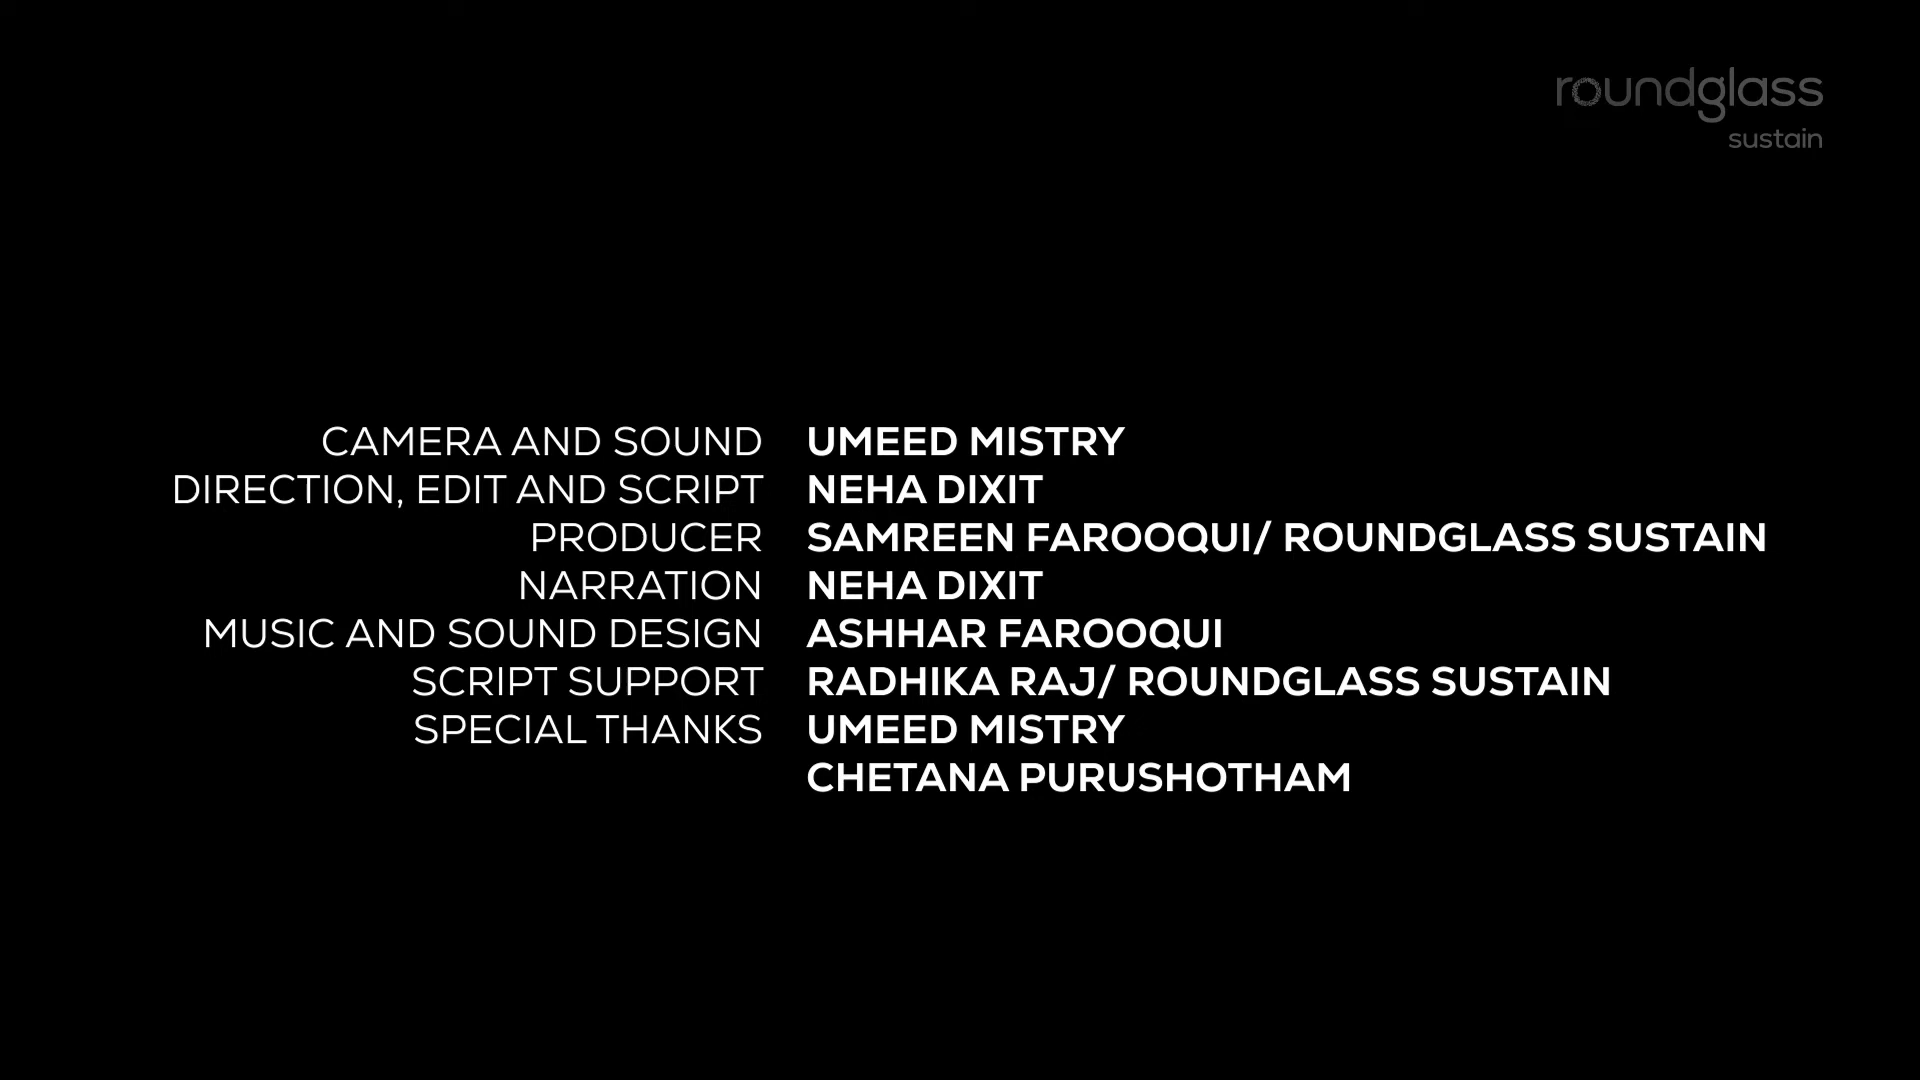 roundglass
sustain
CAMERA AND SOUND UMEED MISTRY
DIRECTION, EDIT AND SCRIPT NEHA DIXIT
PRODUCER SAMREEN FAROOQUI/ ROUNDGLASS SUSTAIN
NARRATION NEHA DIXIT
MUSIC AND SOUND DESIGN ASHHAR FAROOQUI
SCRIPT SUPPORT RADHIKA RAJ/ ROUNDGLASS SUSTAIN
SPECIAL THANKS UMEED MISTRY
CHETANA PURUSHOTHAM